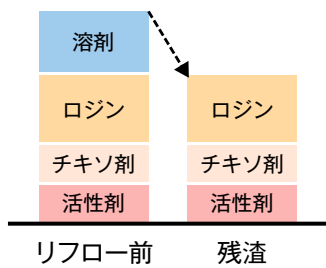 溶剤
ロジン ロジン
チキソ剤 チキソ剤
活性剤 活性剤
リフロー前 残渣